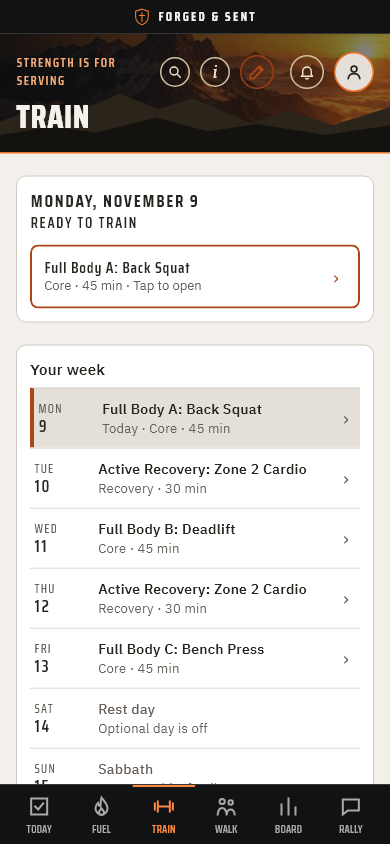 FORGED & SENT
STRENGTH IS FOR
SERVING
TRAIN
MONDAY, NOVEMBER 9
READY TO TRAIN
Full Body A: Back Squat
Core · 45 min · Tap to open
Your week
MON
9
Full Body A: Back Squat
Today · Core · 45 min
TUE
10
Active Recovery: Zone 2 Cardio
Recovery · 30 min
WED
11
Full Body B: Deadlift
Core · 45 min
THU
12
Active Recovery: Zone 2 Cardio
Recovery · 30 min
FRI
13
Full Body C: Bench Press
Core · 45 min
SAT
14
Rest day
Optional day is off
SUN
Sabbath
TODAY
FUEL
TRAIN
WALK
BOARD
RALLY